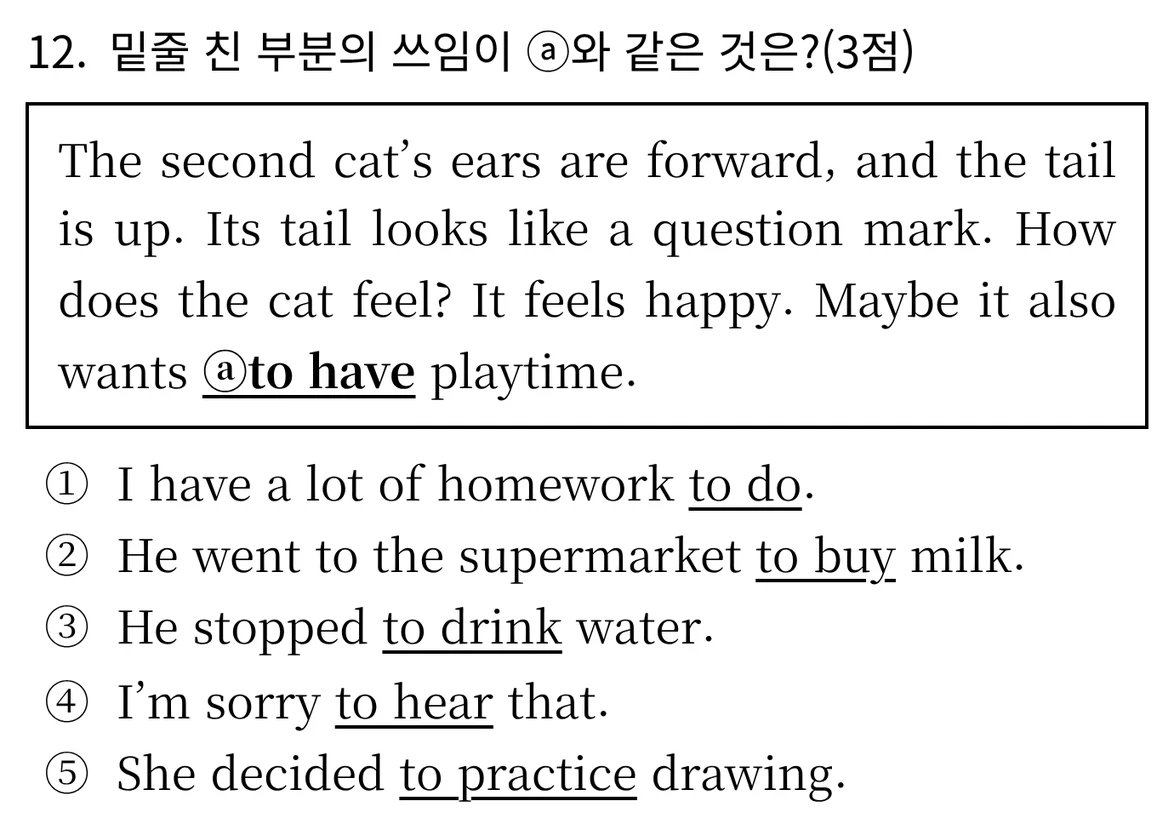 12. 밑줄 친 부분의 쓰임이 ⓐ와 같은 것은?(3점)
The second cat’s ears are forward, and the tail
is up. Its tail looks like a question mark. How
does the cat feel? It feels happy. Maybe it also
wants ⓐto have playtime.
① I have a lot of homework to do.
② He went to the supermarket to buy milk.
③ He stopped to drink water.
④ I’m sorry to hear that.
⑤ She decided to practice drawing.